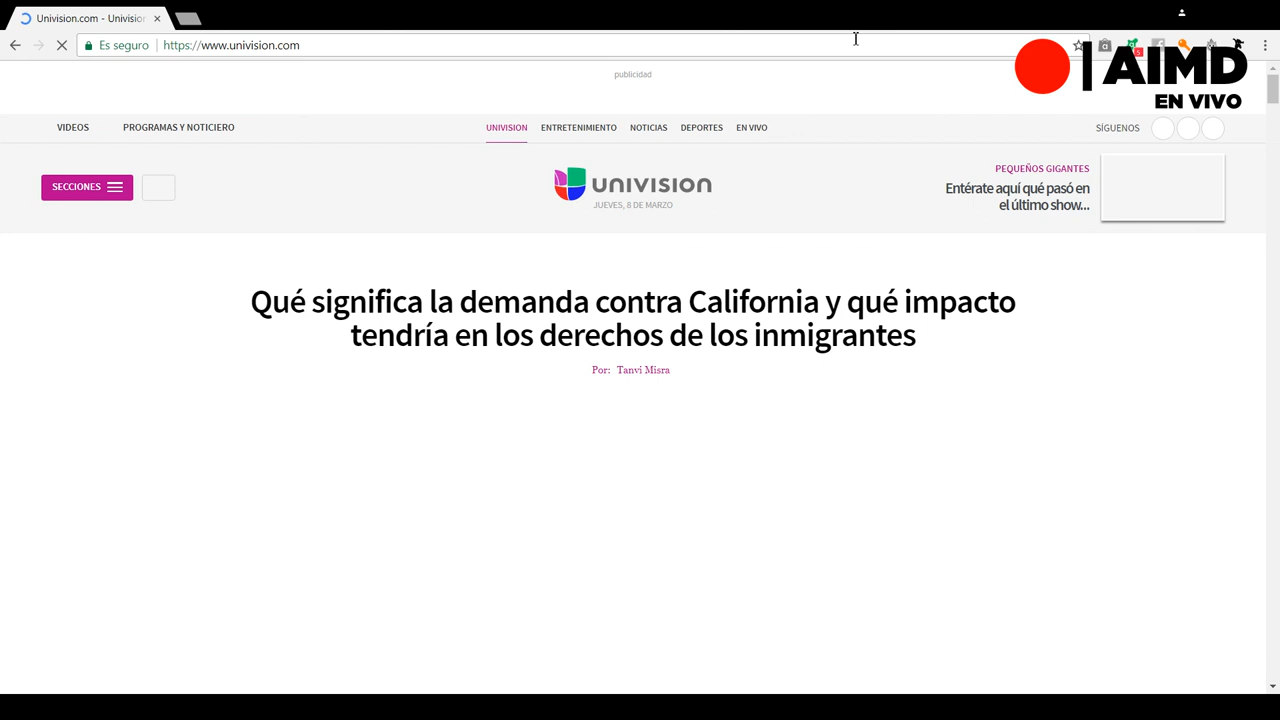 Univision.com - Univisio
Es seguro
https://www.univision.com
5
| AIMD
EN VIVO
publicidad
VIDEOS
PROGRAMAS Y NOTICIERO
UNIVISION
ENTRETENIMIENTO
NOTICIAS
DEPORTES
EN VIVO
SÍGUENOS
SECCIONES
UNIVISION
JUEVES, 8 DE MARZO
PEQUEÑOS GIGANTES
Entérate aquí qué pasó en
el último show...
Qué significa la demanda contra California y qué impacto
tendría en los derechos de los inmigrantes
Por: Tanvi Misra